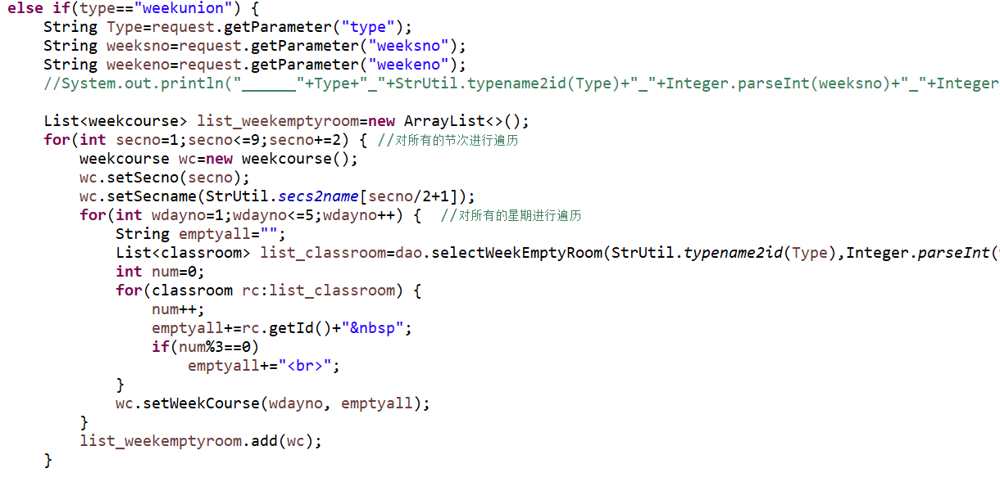 else if(type=="weekunion") {
    String Type=request.getParameter("type");
    String weeksno=request.getParameter("weeksno");
    String weekeno=request.getParameter("weekeno");
    //System.out.println("______"+Type+"_"+StrUtil.typename2id(Type)+"_"+Integer.parseInt(weeksno)+"_"+Integer
    List<weekcourse> list_weekemptyroom=new ArrayList<>();
    for(int secno=1;secno<=9;secno+=2) { //对所有的节次进行遍历
        weekcourse wc=new weekcourse();
        wc.setSecno(secno);
        wc.setSecname(StrUtil.secs2name[secno/2+1]);
        for(int wdayno=1;wdayno<=5;wdayno++) {  //对所有的星期进行遍历
            String emptyall="";
            List<classroom> list_classroom=dao.selectWeekEmptyRoom(StrUtil.typename2id(Type),Integer.parseInt(
            int num=0;
            for(classroom rc:list_classroom) {
                num++;
                emptyall+=rc.getId()+"&nbsp";
                if(num%3==0)
                    emptyall+="<br>";
            }
            wc.setWeekCourse(wdayno, emptyall);
        }
        list_weekemptyroom.add(wc);
    }